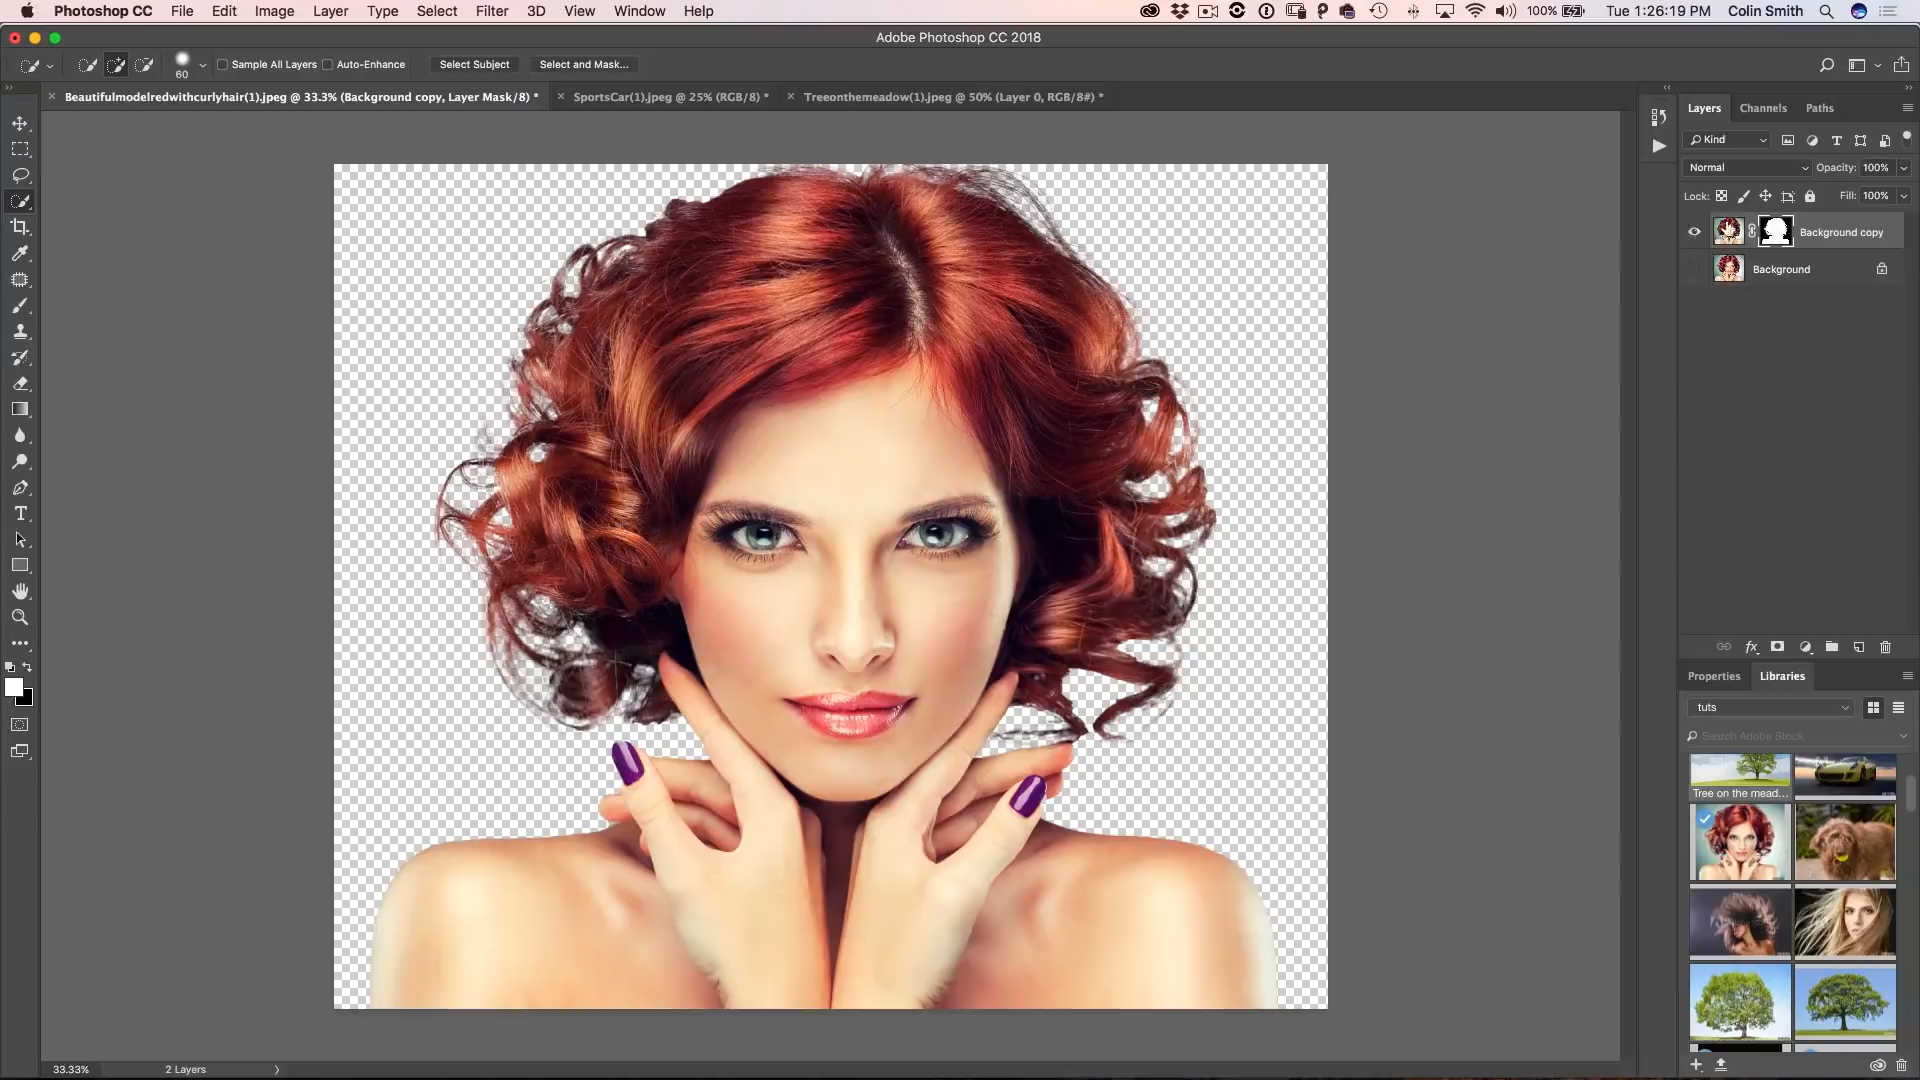 Photoshop CC File Edit Image Layer Type Select Filter 3D View Window Help 100% Tue 1:26:19 PM Colin Smith
Adobe Photoshop CC 2018
60 Sample All Layers Auto-Enhance Select Subject Select and Mask...
× Beautifulmodelredwithcurlyhair(1).jpeg @ 33.3% (Background copy, Layer Mask/8) * × SportsCar(1).jpeg @ 25% (RGB/8) * × Treeonthemeadow(1).jpeg @ 50% (Layer 0, RGB/8#) *
Layers Channels Paths
Kind
Normal Opacity: 100%
Lock: Fill: 100%
Background copy
Background
fx
Properties Libraries
tuts
Search Adobe Stock
Tree on the mead...
33.33% 2 Layers